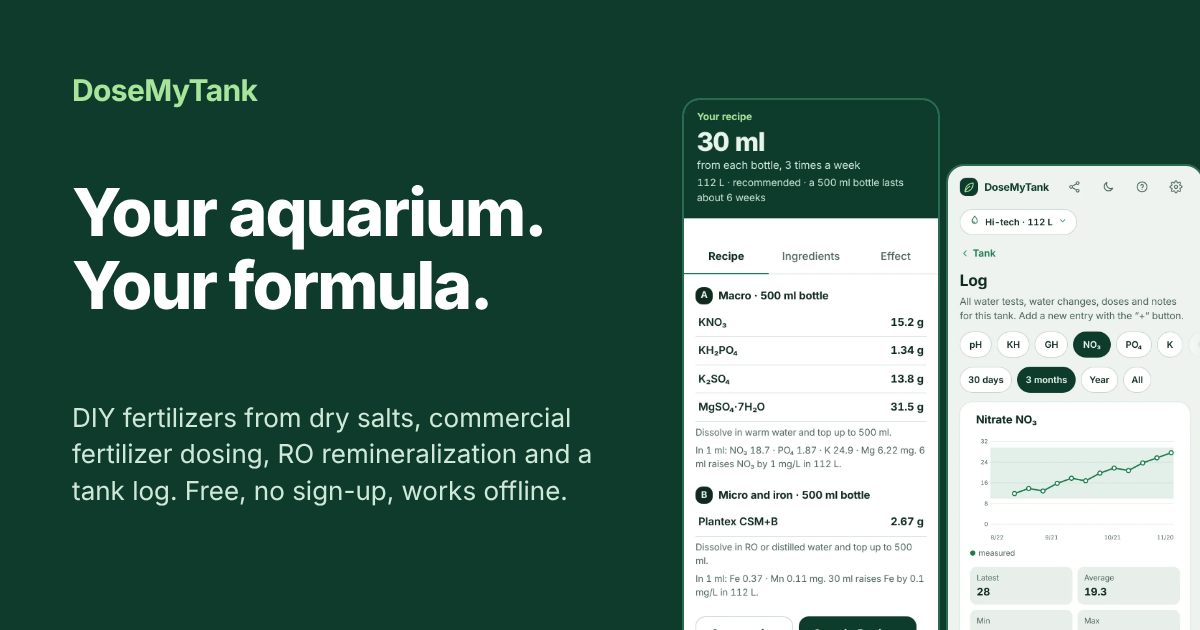 DoseMyTank
Your aquarium.
Your formula.
DIY fertilizers from dry salts, commercial
fertilizer dosing, RO remineralization and a
tank log. Free, no sign-up, works offline.
Your recipe
30 ml
from each bottle, 3 times a week
112 L · recommended · a 500 ml bottle lasts
about 6 weeks
Recipe Ingredients Effect
A Macro · 500 ml bottle
KNO₃ 15.2 g
KH₂PO₄ 1.34 g
K₂SO₄ 13.8 g
MgSO₄·7H₂O 31.5 g
Dissolve in warm water and top up to 500 ml.
In 1 ml: NO₃ 18.7 · PO₄ 1.87 · K 24.9 · Mg 6.22 mg. 6
ml raises NO₃ by 1 mg/L in 112 L.
B Micro and iron · 500 ml bottle
Plantex CSM+B 2.67 g
Dissolve in RO or distilled water and top up to 500
ml.
In 1 ml: Fe 0.37 · Mn 0.11 mg. 30 ml raises Fe by 0.1
mg/L in 112 L.
DoseMyTank
Hi-tech · 112 L
Tank
Log
All water tests, water changes, doses and notes
for this tank. Add a new entry with the "+" button.
pH KH GH NO₃ PO₄ K
30 days 3 months Year All
Nitrate NO₃
32
24
16
8
0
8/22 9/21 10/21 11/20
measured
Latest Average
28 19.3
Min Max